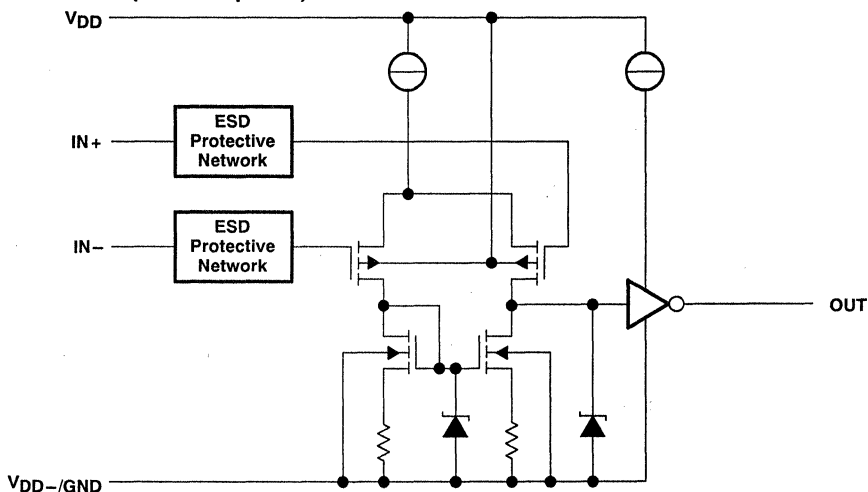 VDD
ESD
Protective
Network
IN+
ESD
Protective
Network
IN−
OUT
VDD−/GND